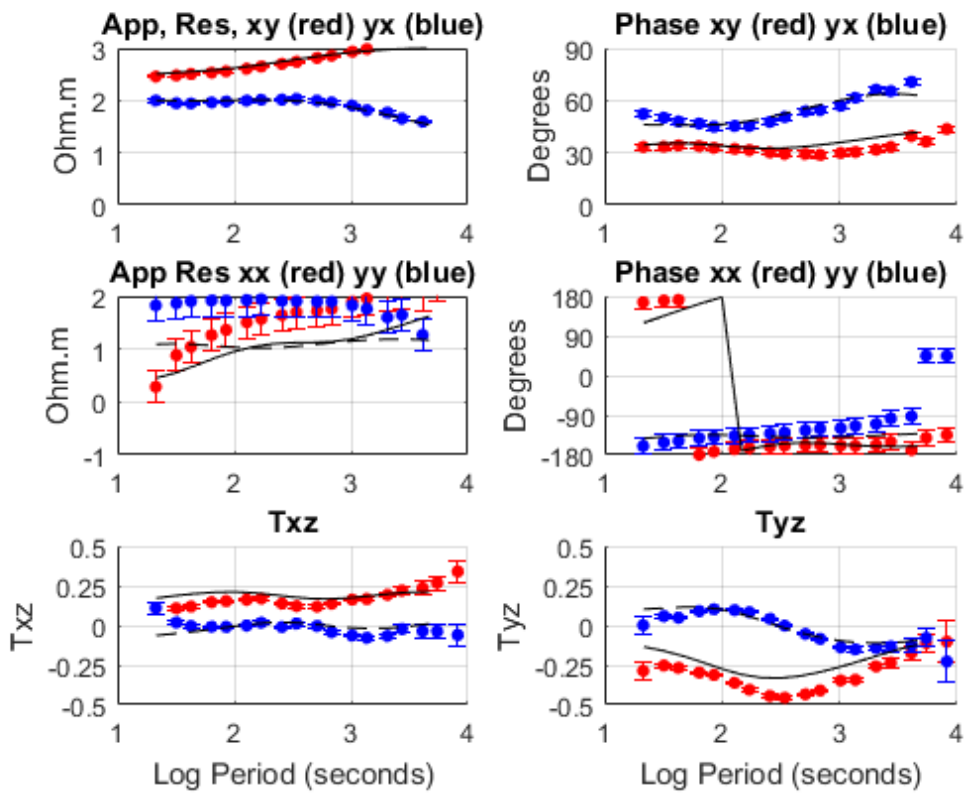 App, Res, xy (red) yx (blue)
3
2
1
0
Ohm.m
1 2 3 4
Phase xy (red) yx (blue)
90
60
30
0
Degrees
1 2 3 4
App Res xx (red) yy (blue)
2
1
0
-1
Ohm.m
1 2 3 4
Phase xx (red) yy (blue)
180
90
0
-90
-180
Degrees
1 2 3 4
Txz
0.5
0.25
0
-0.25
-0.5
Txz
1 2 3 4
Log Period (seconds)
Tyz
0.5
0.25
0
-0.25
-0.5
Tyz
1 2 3 4
Log Period (seconds)